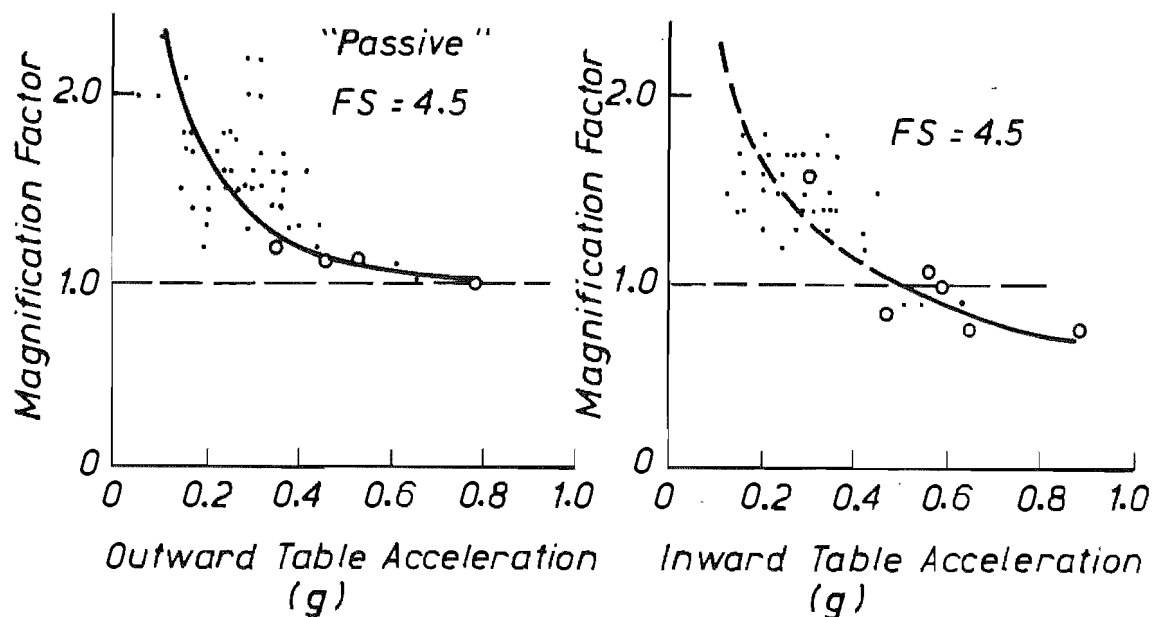 Magnification Factor
"Passive"
FS = 4.5
2.0
1.0
0
0 0.2 0.4 0.6 0.8 1.0
Outward Table Acceleration
(g)
Magnification Factor
FS = 4.5
2.0
1.0
0
0 0.2 0.4 0.6 0.8 1.0
Inward Table Acceleration
(g)